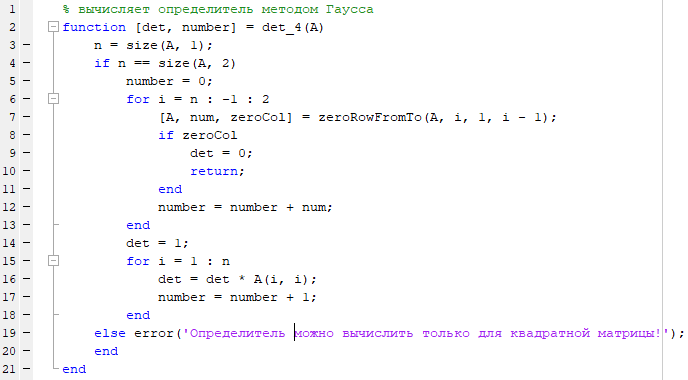 1 % вычисляет определитель методом Гаусса
2 function [det, number] = det_4(A)
3 – n = size(A, 1);
4 – if n == size(A, 2)
5 – number = 0;
6 – for i = n : -1 : 2
7 – [A, num, zeroCol] = zeroRowFromTo(A, i, 1, i - 1);
8 – if zeroCol
9 – det = 0;
10 – return;
11 – end
12 – number = number + num;
13 – end
14 – det = 1;
15 – for i = 1 : n
16 – det = det * A(i, i);
17 – number = number + 1;
18 – end
19 – else error('Определитель можно вычислить только для квадратной матрицы!');
20 – end
21 – end